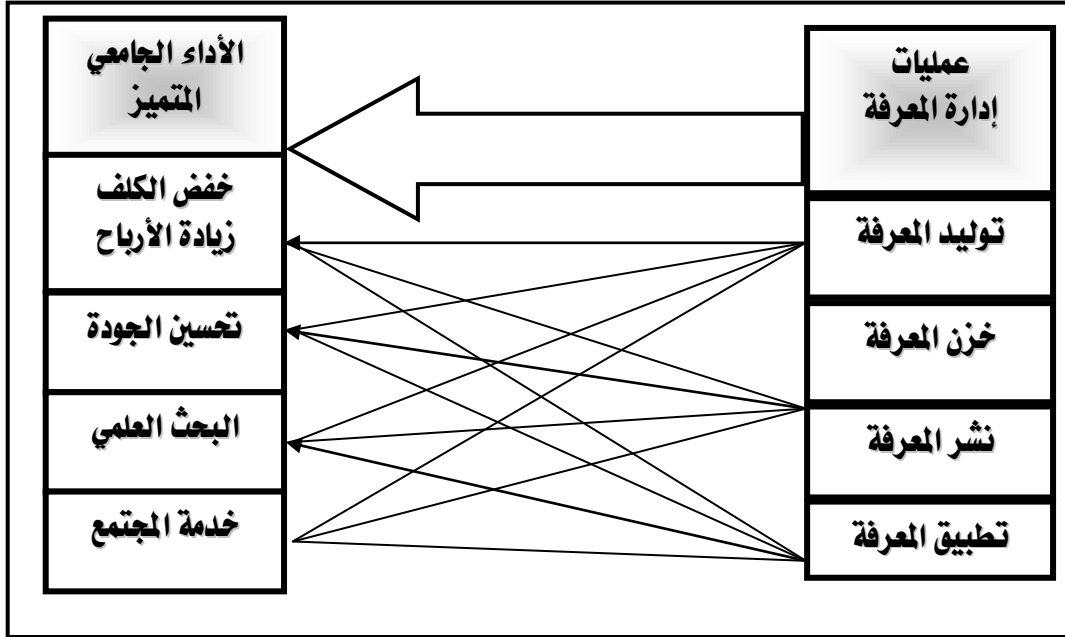 عمليات
إدارة المعرفة
توليد المعرفة
خزن المعرفة
نشر المعرفة
تطبيق المعرفة
الأداء الجامعي
المتميز
خفض الكلف
زيادة الأرباح
تحسين الجودة
البحث العلمي
خدمة المجتمع